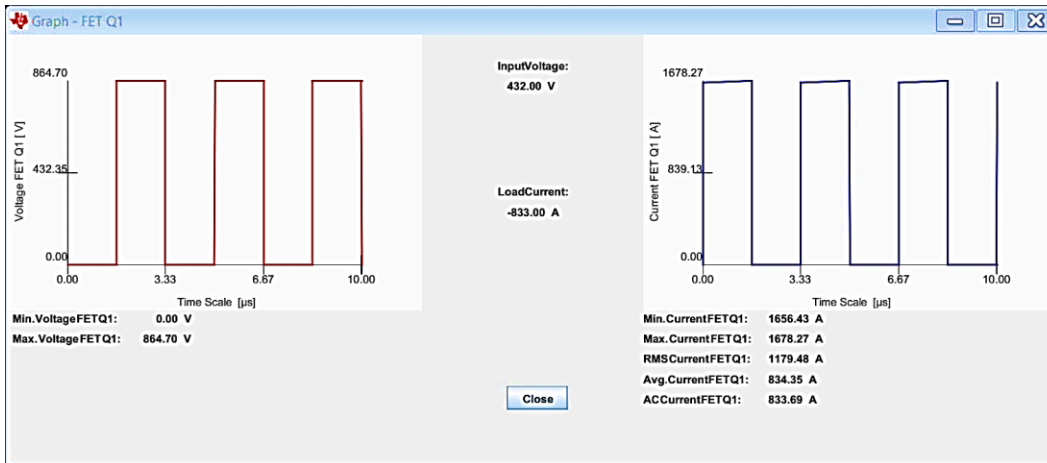 Graph - FET Q1
864.70
432.35
0.00
Voltage FET Q1 [ V]
0.00 3.33 6.67 10.00
Time Scale [µs]
Min.VoltageFETQ1: 0.00 V
Max.VoltageFETQ1: 864.70 V
InputVoltage:
432.00 V
LoadCurrent:
-833.00 A
Close
1678.27
839.13
0.00
Current FET Q1 [ A]
0.00 3.33 6.67 10.00
Time Scale [µs]
Min.CurrentFETQ1: 1656.43 A
Max.CurrentFETQ1: 1678.27 A
RMSCurrentFETQ1: 1179.48 A
Avg.CurrentFETQ1: 834.35 A
ACCurrentFETQ1: 833.69 A